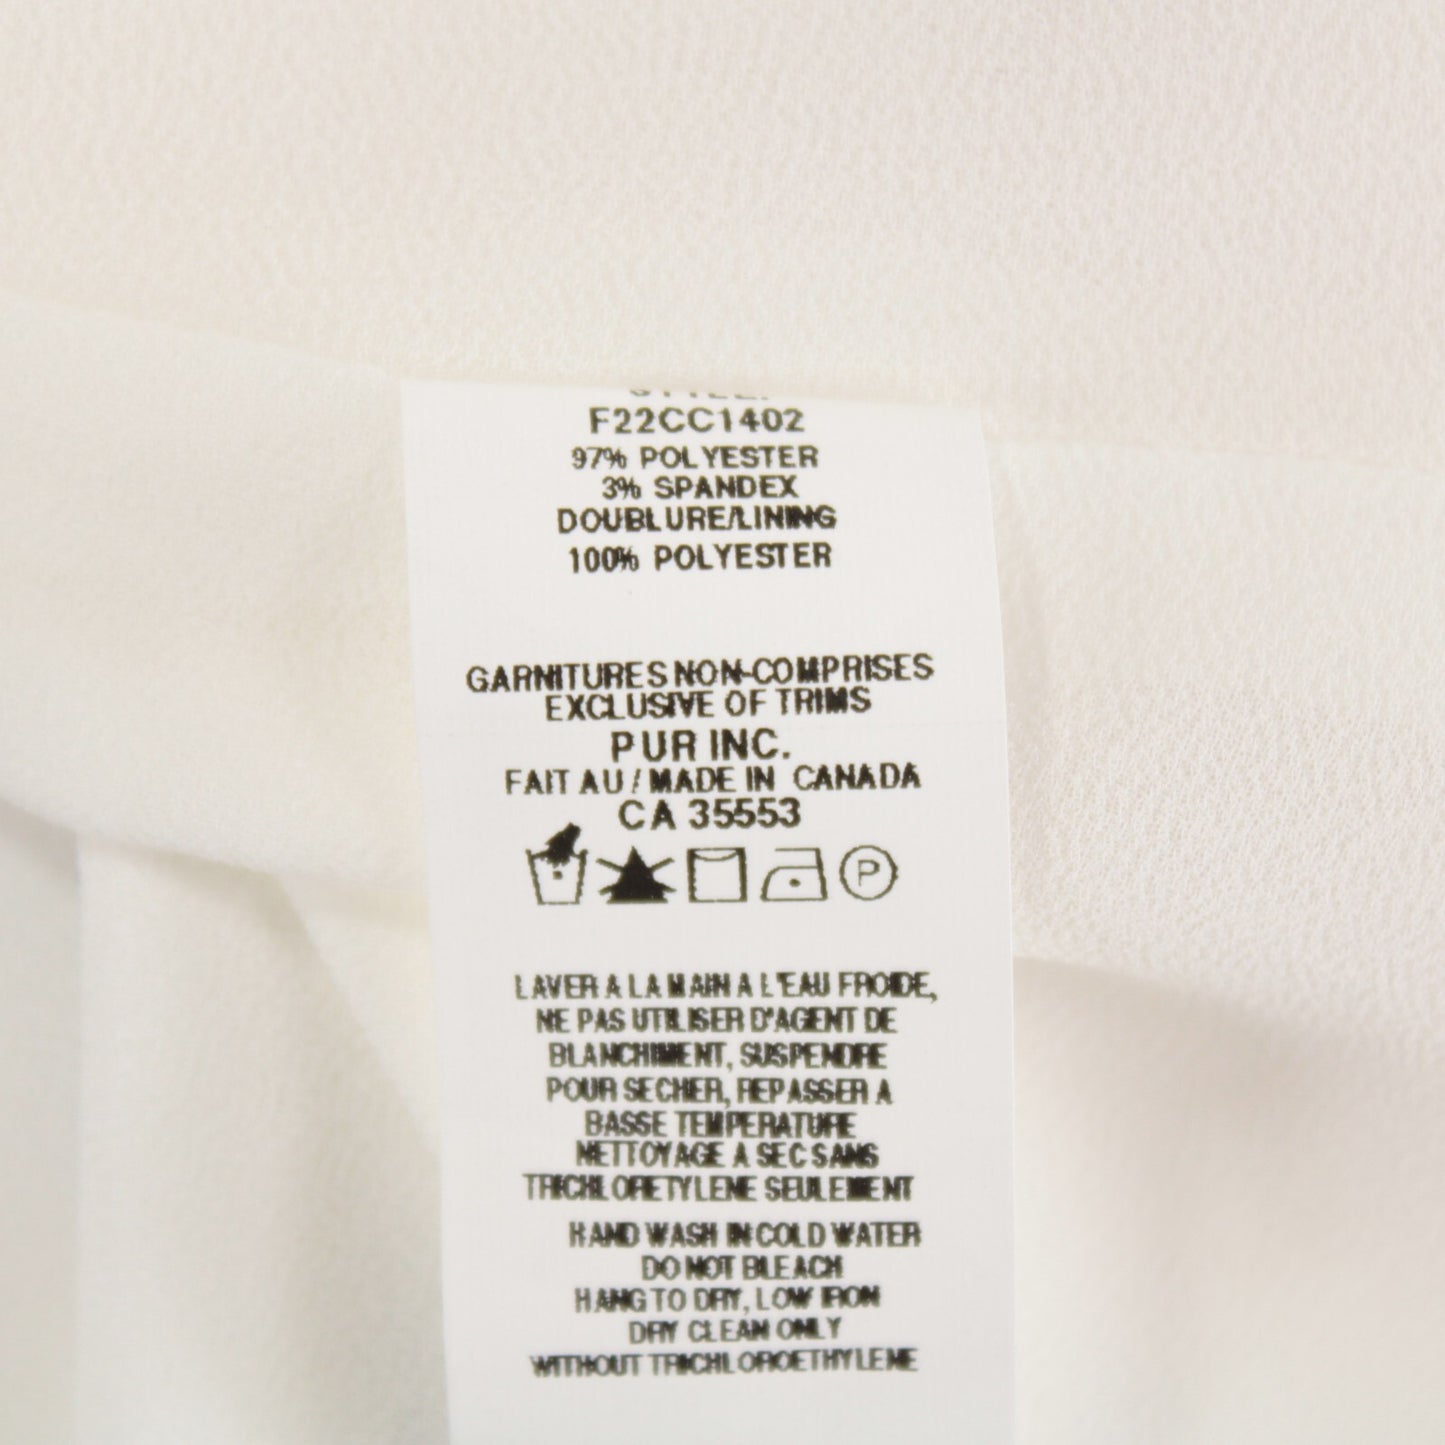 STYLE:
F22CC1402
97% POLYESTER
3% SPANDEX
DOUBLURE/LINING
100% POLYESTER
GARNITURES NON-COMPRISES
EXCLUSIVE OF TRIMS
PUR INC.
FAIT AU / MADE IN CANADA
CA 35553
P
LAVER A LA MAIN A L'EAU FROIDE,
NE PAS UTILISER D'AGENT DE
BLANCHIMENT, SUSPENDRE
POUR SECHER, REPASSER A
BASSE TEMPERATURE
NETTOYAGE A SEC SANS
TRICHLORETYLENE SEULEMENT
HAND WASH IN COLD WATER
DO NOT BLEACH
HANG TO DRY, LOW IRON
DRY CLEAN ONLY
WITHOUT TRICHLOROETHYLENE